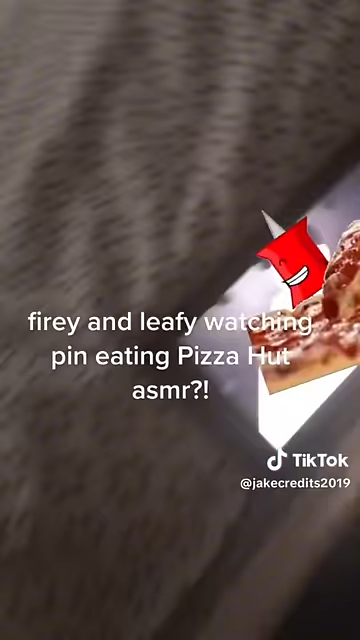 firey and leafy watching
pin eating Pizza Hut
asmr?!
TikTok
@jakecredits2019